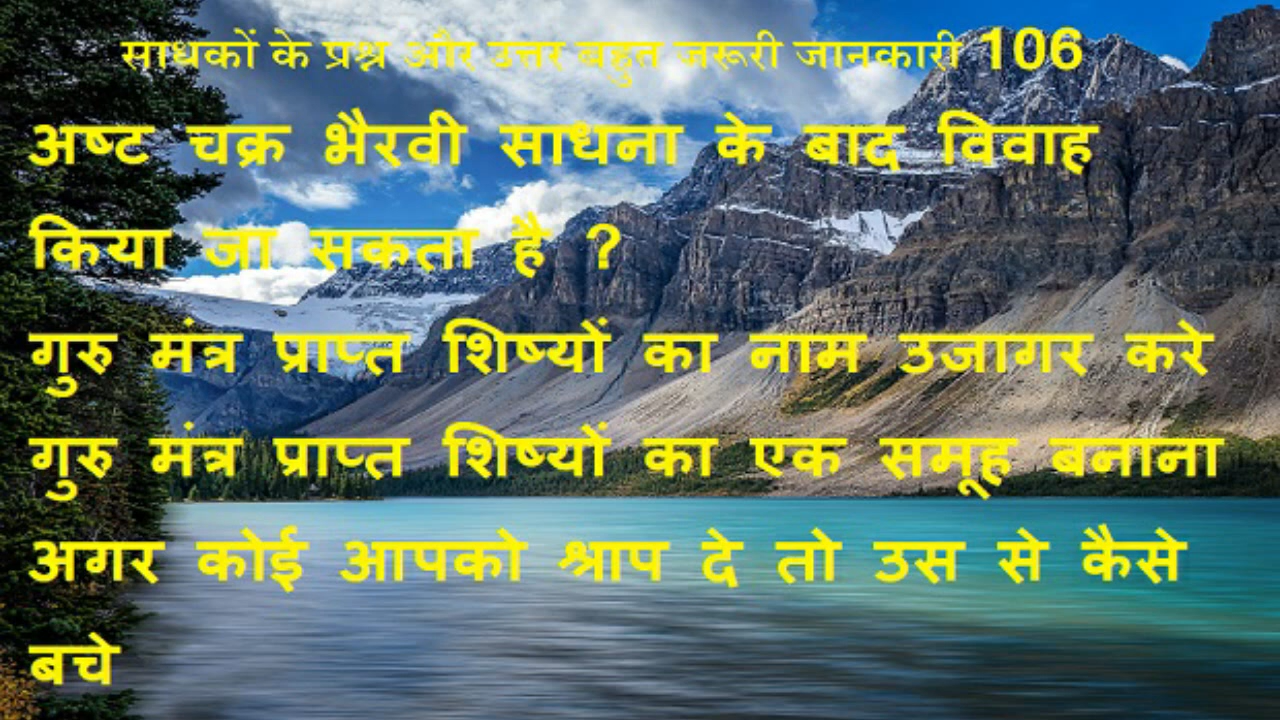 साधकों के प्रश्न और उत्तर बहुत जरूरी जानकारी 106
अष्ट चक्र भैरवी साधना के बाद विवाह
किया जा सकता है ?
गुरु मंत्र प्राप्त शिष्यों का नाम उजागर करे
गुरु मंत्र प्राप्त शिष्यों का एक समूह बनाना
अगर कोई आपको श्राप दे तो उस से कैसे
बचे